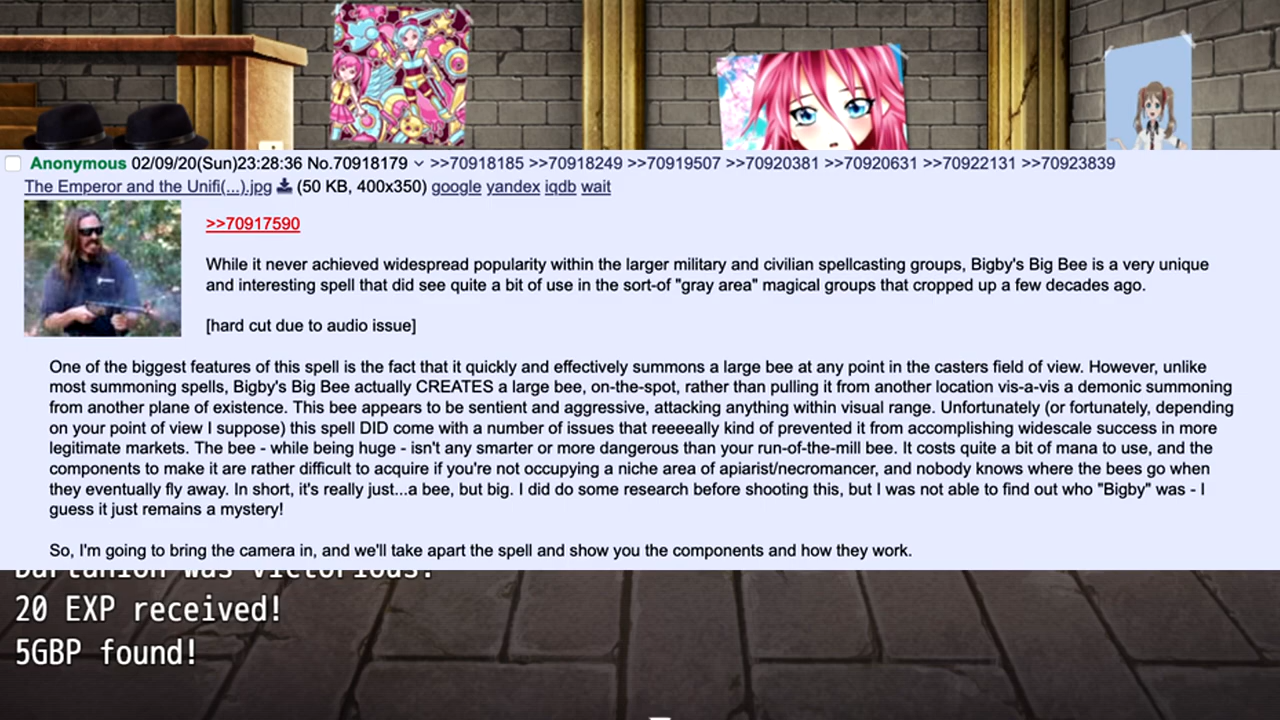 Anonymous 02/09/20(Sun)23:28:36 No.70918179 >>70918185 >>70918249 >>70919507 >>70920381 >>70920631 >>70922131 >>70923839
The Emperor and the Unifi(...).jpg (50 KB, 400x350) google yandex iqdb wait
>>70917590
While it never achieved widespread popularity within the larger military and civilian spellcasting groups, Bigby's Big Bee is a very unique
and interesting spell that did see quite a bit of use in the sort-of "gray area" magical groups that cropped up a few decades ago.
[hard cut due to audio issue]
One of the biggest features of this spell is the fact that it quickly and effectively summons a large bee at any point in the casters field of view. However, unlike
most summoning spells, Bigby's Big Bee actually CREATES a large bee, on-the-spot, rather than pulling it from another location vis-a-vis a demonic summoning
from another plane of existence. This bee appears to be sentient and aggressive, attacking anything within visual range. Unfortunately (or fortunately, depending
on your point of view I suppose) this spell DID come with a number of issues that reeeeally kind of prevented it from accomplishing widescale success in more
legitimate markets. The bee - while being huge - isn't any smarter or more dangerous than your run-of-the-mill bee. It costs quite a bit of mana to use, and the
components to make it are rather difficult to acquire if you're not occupying a niche area of apiarist/necromancer, and nobody knows where the bees go when
they eventually fly away. In short, it's really just...a bee, but big. I did do some research before shooting this, but I was not able to find out who "Bigby" was - I
guess it just remains a mystery!
So, I'm going to bring the camera in, and we'll take apart the spell and show you the components and how they work.
Dartanion was victorious!
20 EXP received!
5GBP found!